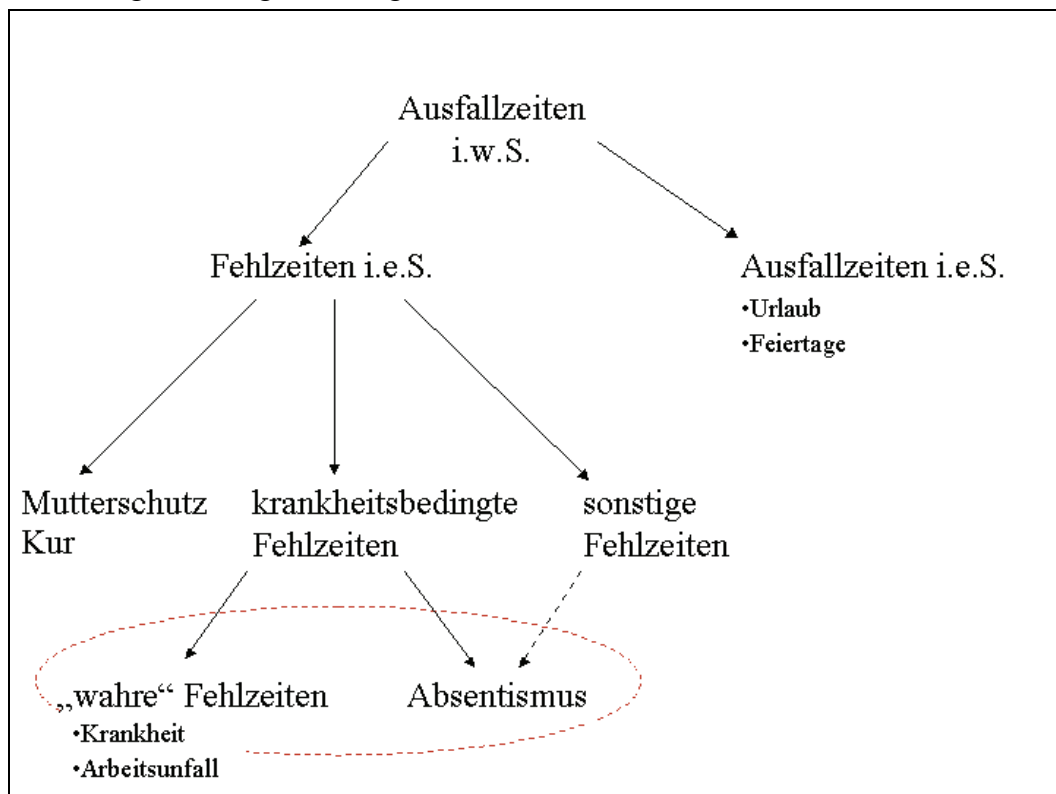 Ausfallzeiten
i.w.S.
Fehlzeiten i.e.S.
Ausfallzeiten i.e.S.
•Urlaub
•Feiertage
Mutterschutz
Kur
krankheitsbedingte
Fehlzeiten
sonstige
Fehlzeiten
„wahre“ Fehlzeiten
•Krankheit
•Arbeitsunfall
Absentismus